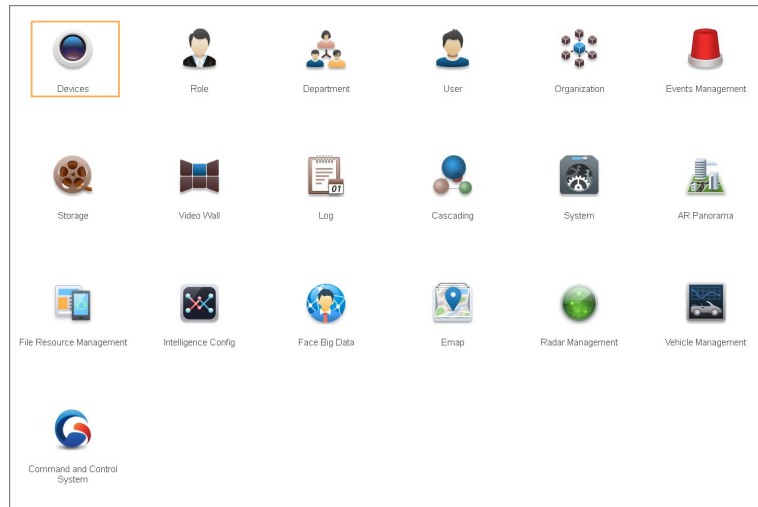 Devices
Role
Department
User
Organization
Events Management
Storage
Video Wall
01
Log
Cascading
System
AR Panorama
File Resource Management
Intelligence Config
Face Big Data
Emap
Radar Management
Vehicle Management
Command and Control
System